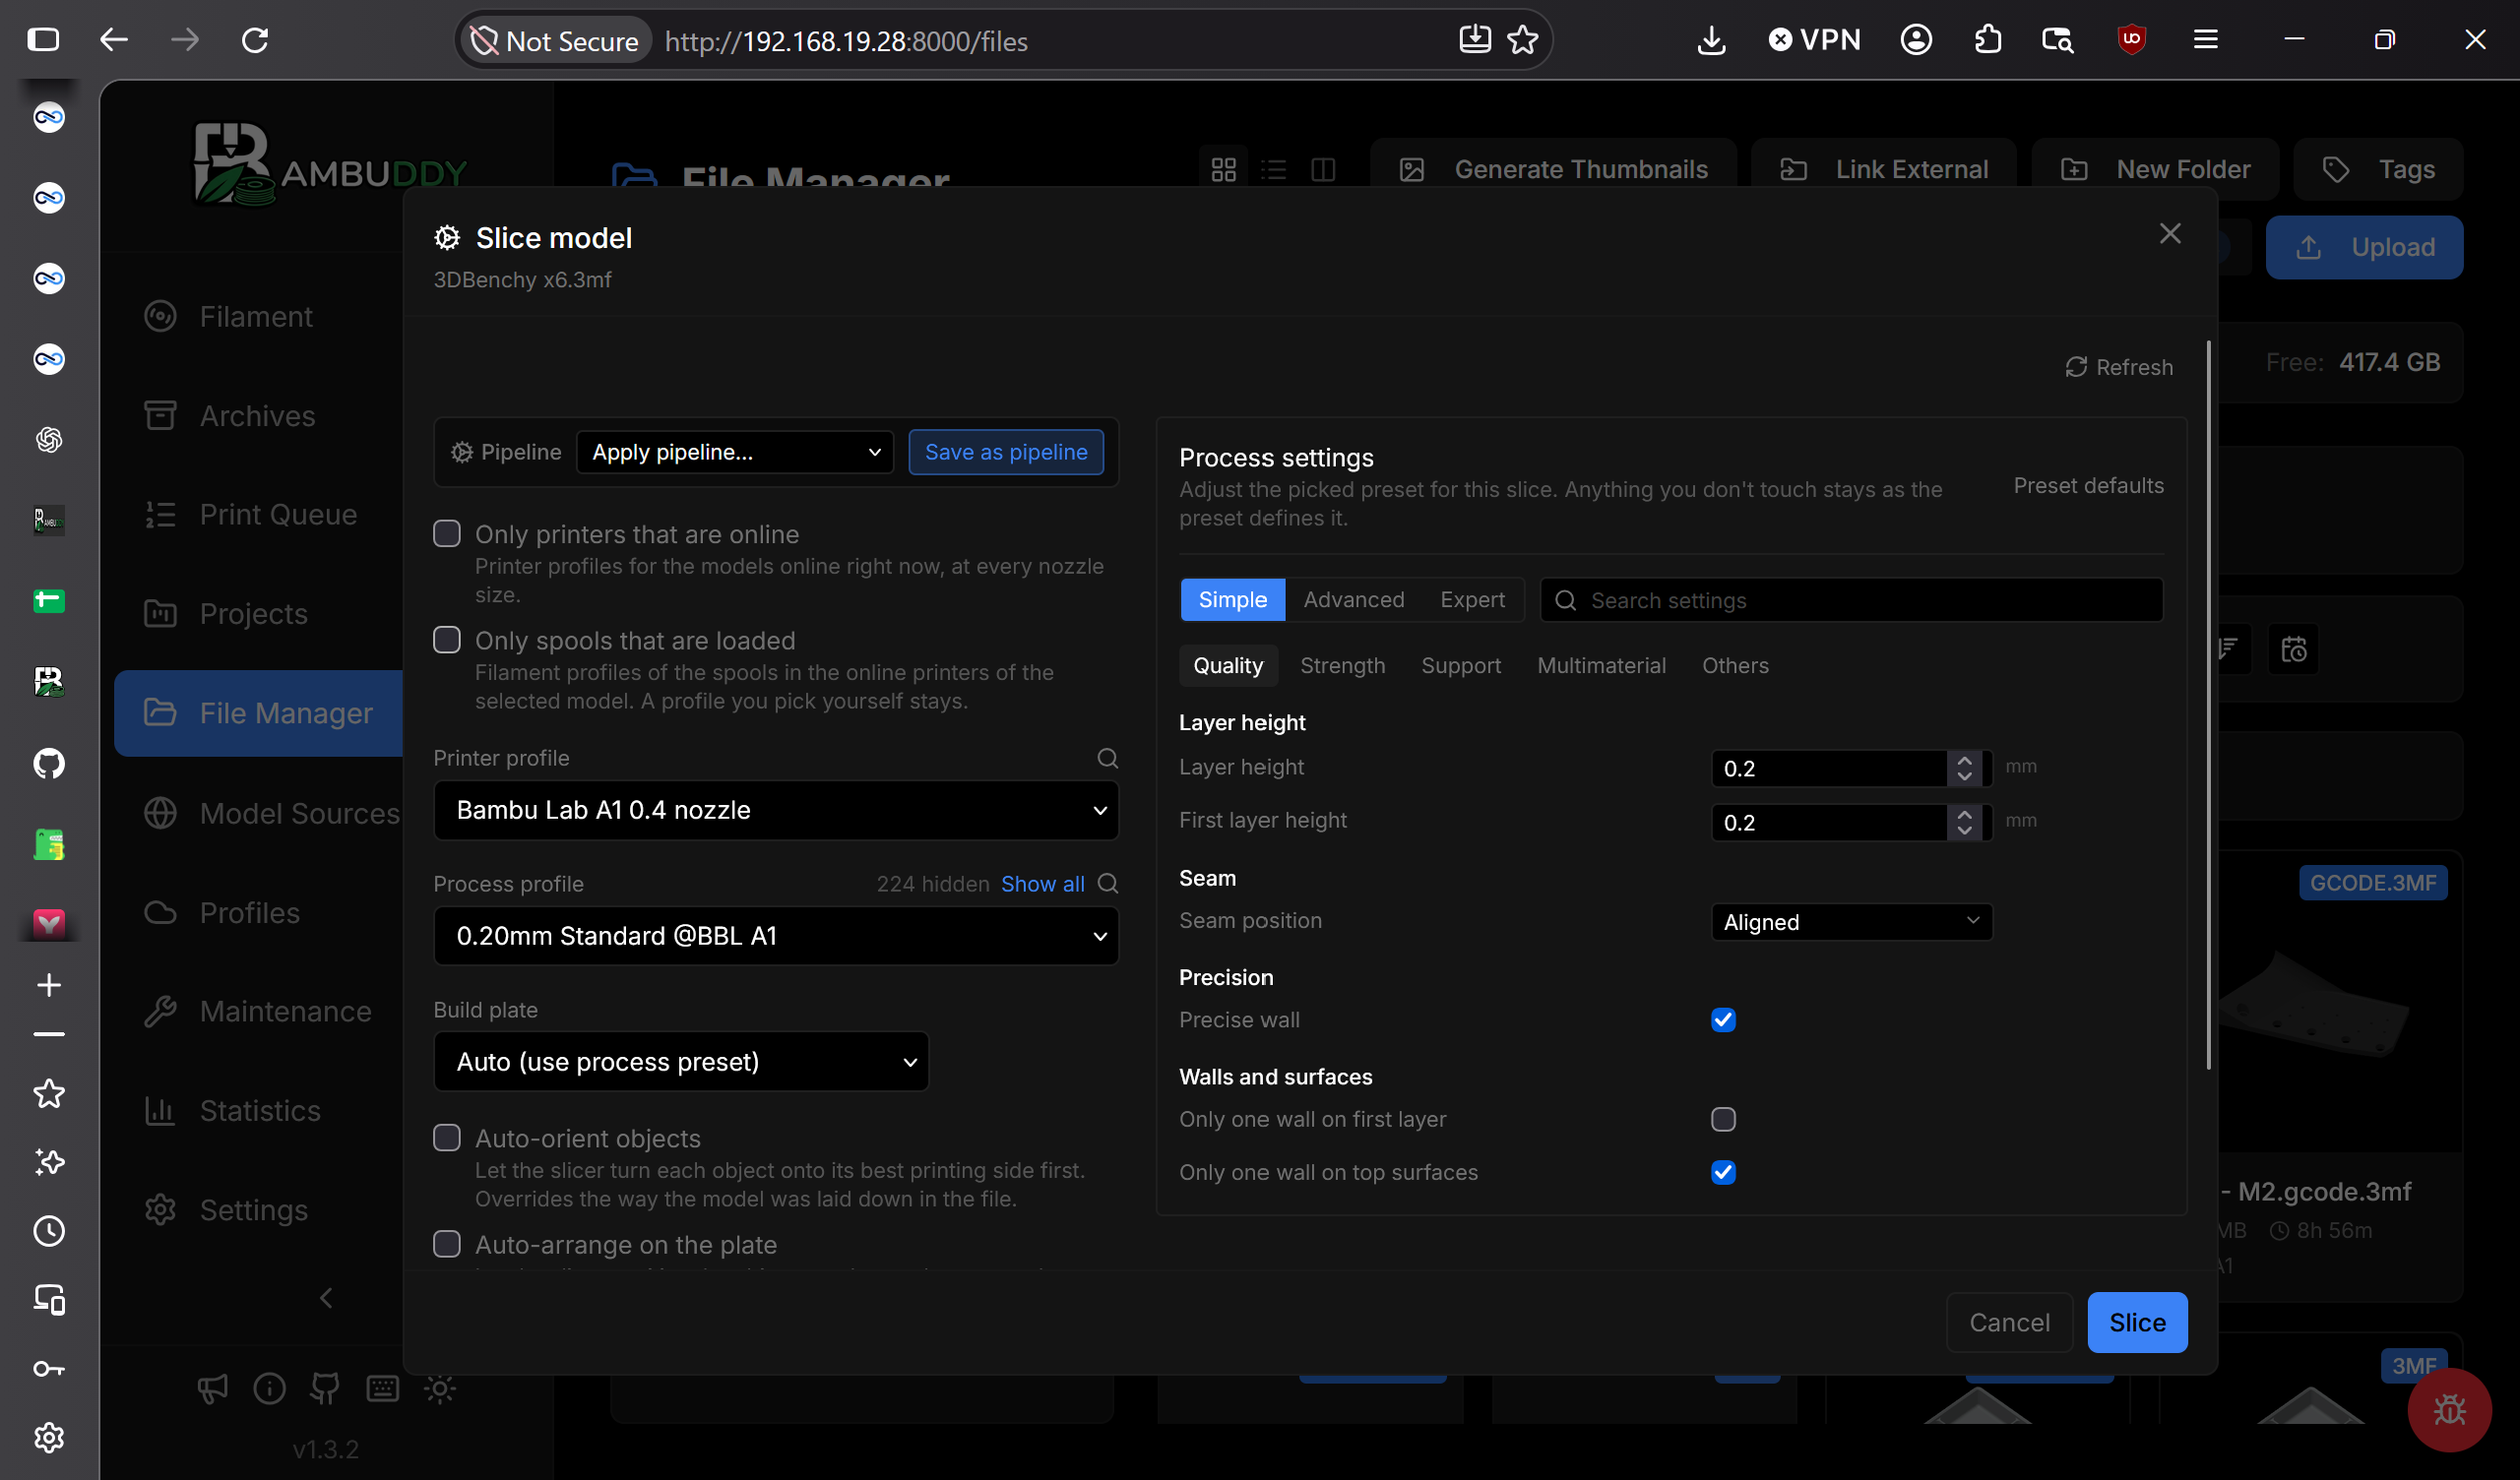 Not Secure
http://192.168.19.28:8000/files
VPN
BAMBUDDY
File Manager
Generate Thumbnails
Link External
New Folder
Tags
Upload
Free: 417.4 GB
Filament
Archives
Print Queue
Projects
File Manager
Model Sources
Profiles
Maintenance
Statistics
Settings
v1.3.2
Slice model
3DBenchy x6.3mf
Refresh
Pipeline
Apply pipeline...
Save as pipeline
Only printers that are online
Printer profiles for the models online right now, at every nozzle
size.
Only spools that are loaded
Filament profiles of the spools in the online printers of the
selected model. A profile you pick yourself stays.
Printer profile
Bambu Lab A1 0.4 nozzle
Process profile
224 hidden Show all
0.20mm Standard @BBL A1
Build plate
Auto (use process preset)
Auto-orient objects
Let the slicer turn each object onto its best printing side first.
Overrides the way the model was laid down in the file.
Auto-arrange on the plate
Process settings
Adjust the picked preset for this slice. Anything you don't touch stays as the
preset defines it.
Preset defaults
Simple
Advanced
Expert
Search settings
Quality
Strength
Support
Multimaterial
Others
Layer height
Layer height
0.2
mm
First layer height
0.2
mm
Seam
Seam position
Aligned
Precision
Precise wall
Walls and surfaces
Only one wall on first layer
Only one wall on top surfaces
Cancel
Slice
GCODE.3MF
- M2.gcode.3mf
MB
8h 56m
A1
3MF